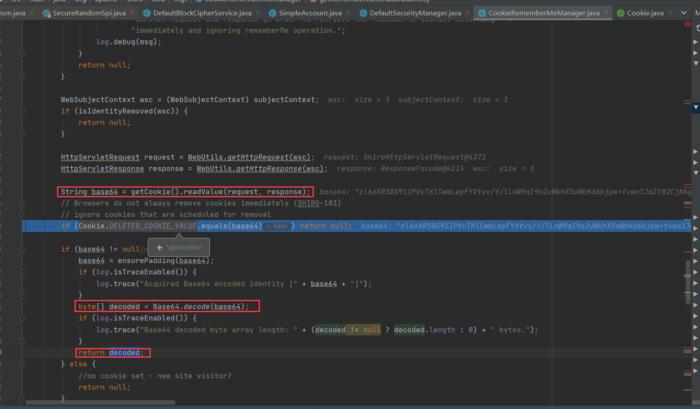 om.java SecureRandomSpi.java DefaultBlockCipherService.java SimpleAccount.java DefaultSecurityManager.java CookieRememberMeManager.java Cookie.java
"immediately and ignoring rememberMe operation.";
log.debug(msg);
}
return null;
}
WebSubjectContext wsc = (WebSubjectContext) subjectContext; wsc: size = 3 subjectContext: size = 3
if (isIdentityRemoved(wsc)) {
return null;
}
HttpServletRequest request = WebUtils.getHttpRequest(wsc); request: ShiroHttpServletRequest@4371
HttpServletResponse response = WebUtils.getHttpResponse(wsc); response: ResponseFacade@4215 wsc: size = 3
String base64 = getCookie().readValue(request, response); base64:
// Browsers do not always remove cookies immediately (SHIRO-183)
// ignore cookies that are scheduled for removal
if (Cookie.DELETED_COOKIE_VALUE.equals(base64) = false ) return null; base64:
+ "deleteMe"
if (base64 != null
base64 = ensurePadding(base64);
if (log.isTraceEnabled()) {
log.trace("Acquired Base64 encoded identity [" + base64 + "]");
}
byte[] decoded = Base64.decode(base64);
if (log.isTraceEnabled()) {
log.trace("Base64 decoded byte array length: " + (decoded != null ? decoded.length : 0) + " bytes.");
}
return decoded;
} else {
//no cookie set - new site visitor?
return null;
}